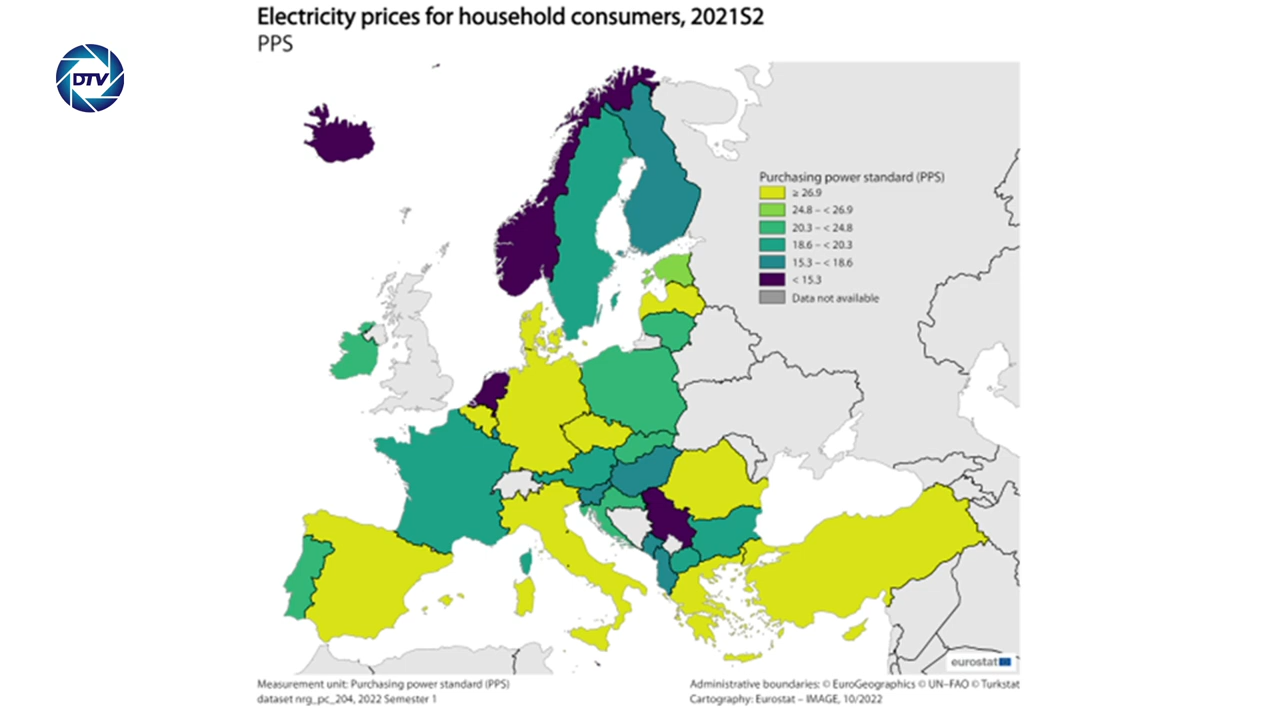 Electricity prices for household consumers, 2021S2
PPS
DTV
Purchasing power standard (PPS)
≥ 26.9
24.8 – < 26.9
20.3 – < 24.8
18.6 – < 20.3
15.3 – < 18.6
< 15.3
Data not available
eurostat
Measurement unit: Purchasing power standard (PPS)
dataset nrg_pc_204, 2022 Semester 1
Administrative boundaries: © EuroGeographics © UN–FAO © Turkstat
Cartography: Eurostat – IMAGE, 10/2022